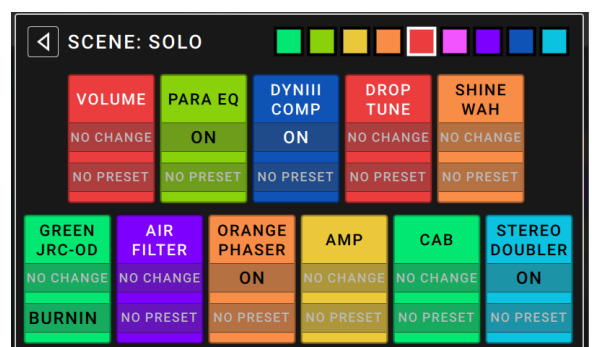 SCENE: SOLO
VOLUME PARA EQ DYNIII COMP DROP TUNE SHINE WAH
NO CHANGE ON ON NO CHANGE NO CHANGE
NO PRESET NO PRESET NO PRESET NO PRESET NO PRESET
GREEN JRC-OD AIR FILTER ORANGE PHASER AMP CAB STEREO DOUBLER
NO CHANGE NO CHANGE ON NO CHANGE NO CHANGE ON
BURNIN NO PRESET NO PRESET NO PRESET NO PRESET NO PRESET